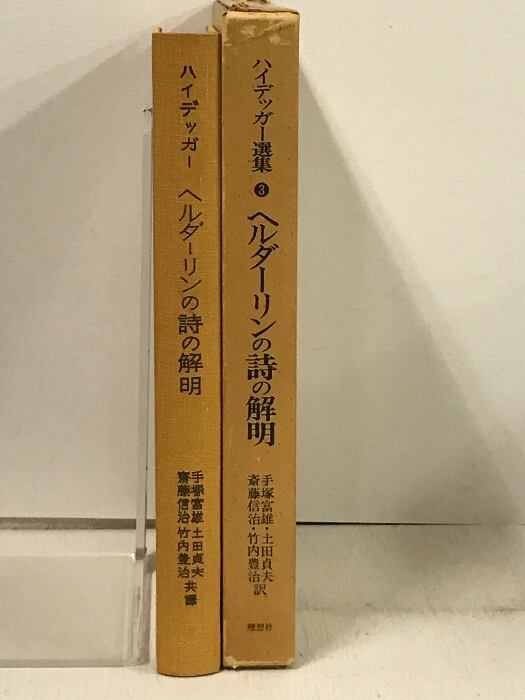 ハイデッガー ヘルダーリンの詩の解明
手塚富雄 土田貞夫
齋藤信治 竹内豊治
共譯
ハイデッガー選集 3 ヘルダーリンの詩の解明
手塚富雄・土田貞夫
斎藤信治・竹内豊治
訳
理想社